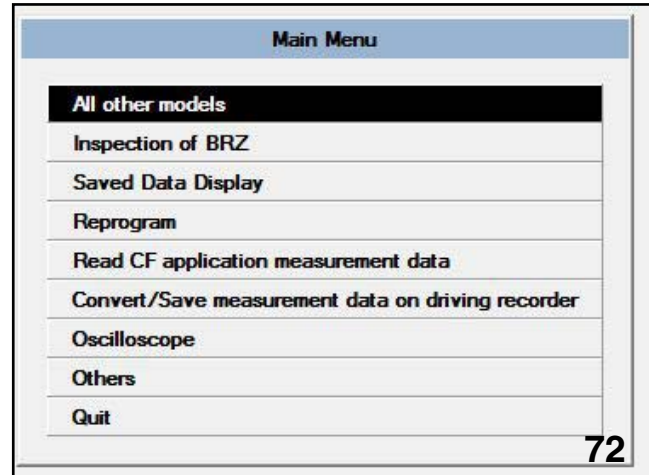 Main Menu
All other models
Inspection of BRZ
Saved Data Display
Reprogram
Read CF application measurement data
Convert/Save measurement data on driving recorder
Oscilloscope
Others
Quit
72